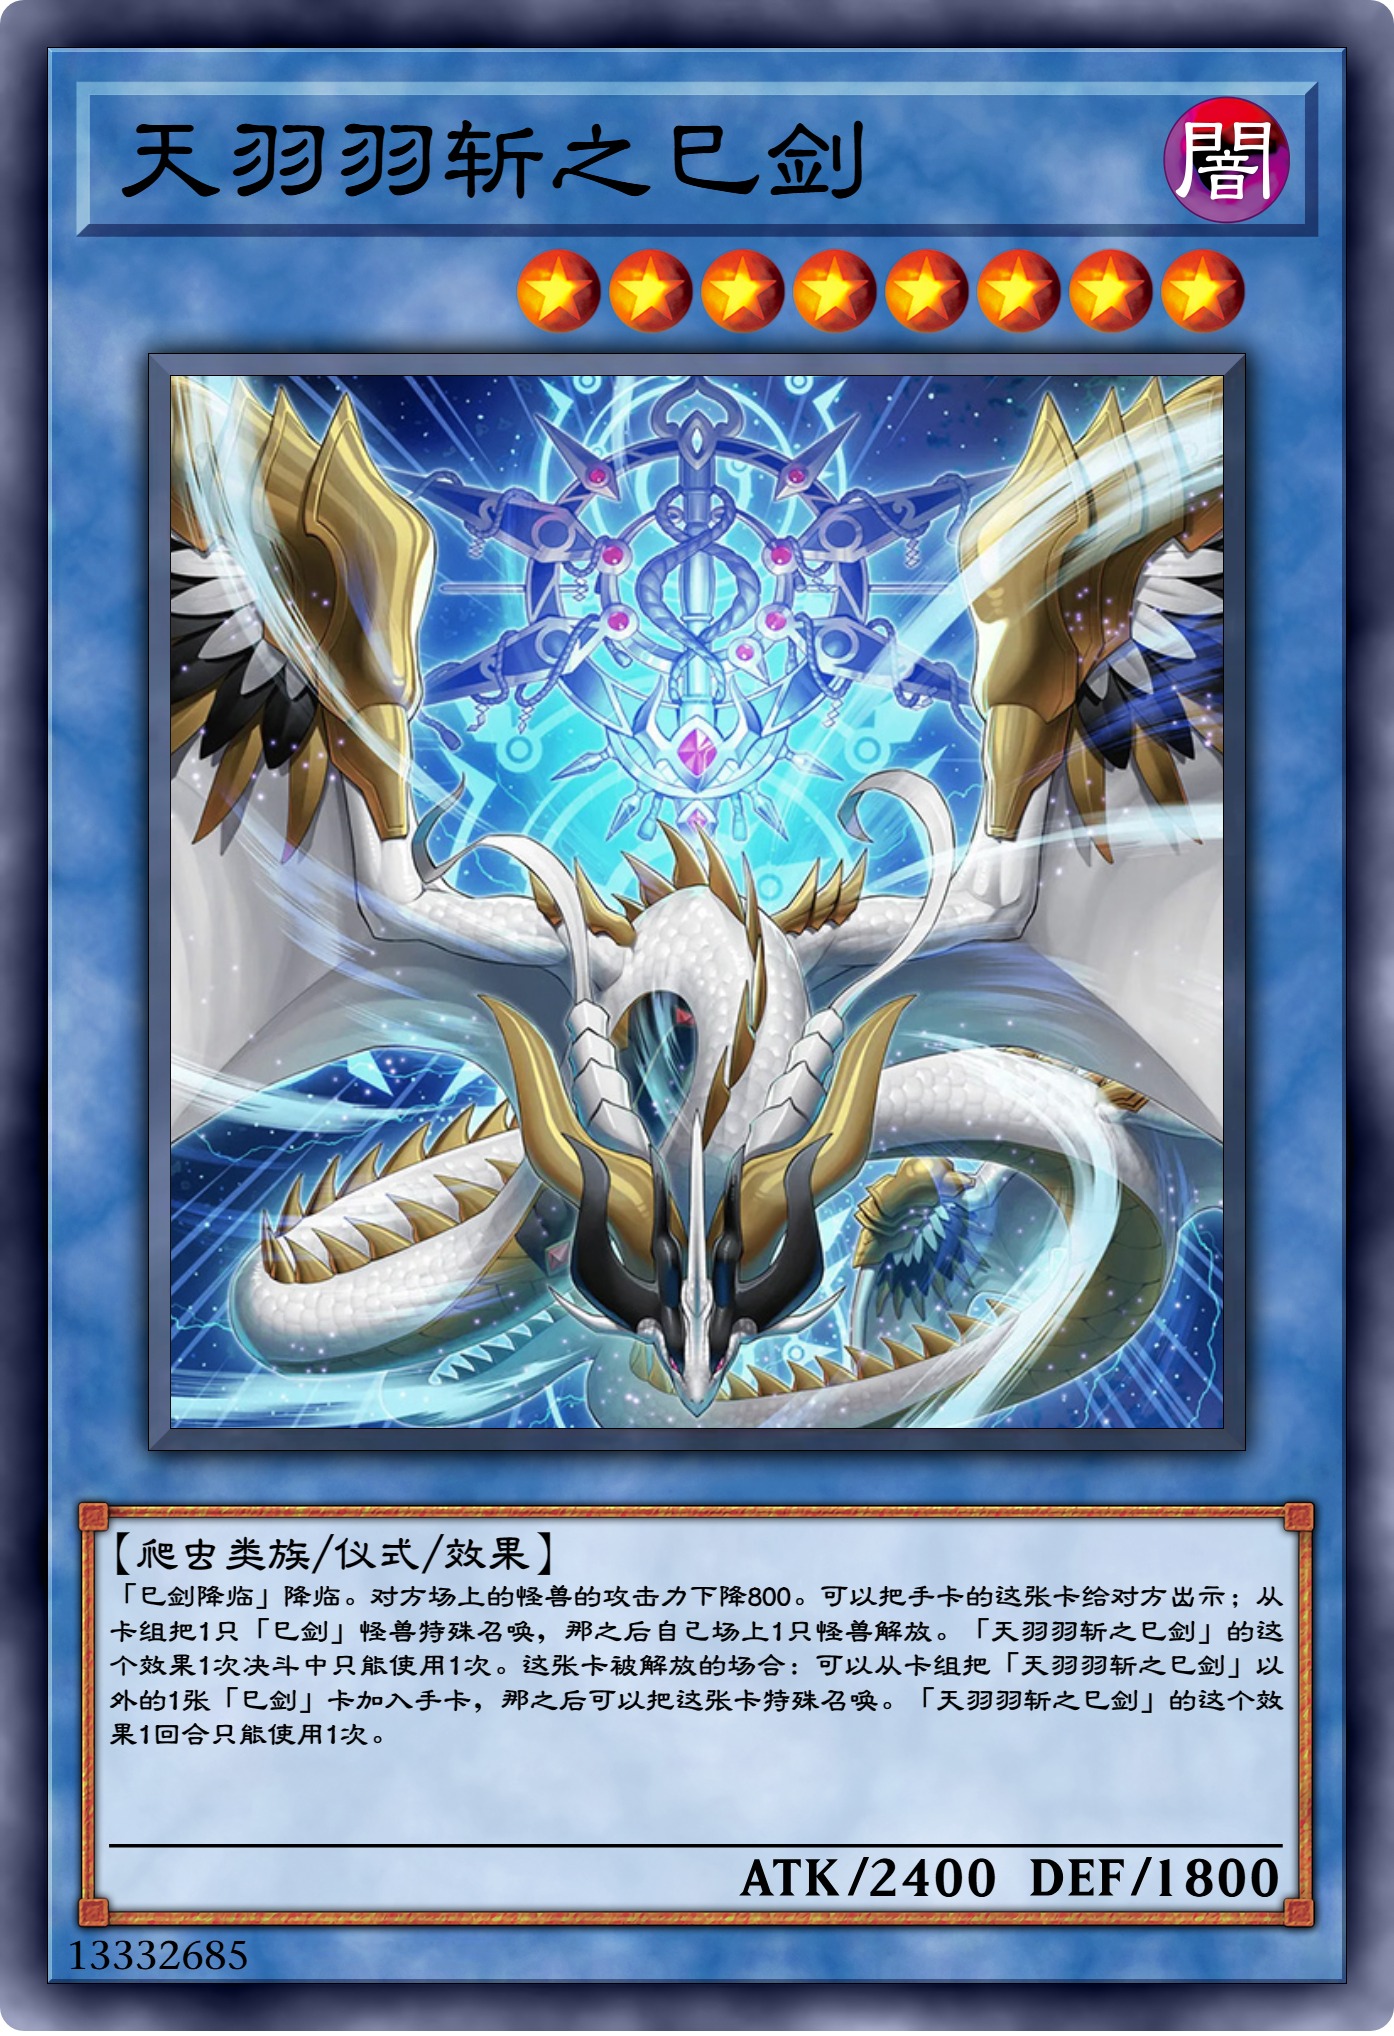 天羽羽斩之巳剑
闇
【爬虫类族/仪式/效果】
「巳剑降临」降临。对方场上的怪兽的攻击力下降800。可以把手卡的这张卡给对方出示；从
卡组把1只「巳剑」怪兽特殊召唤，那之后自己场上1只怪兽解放。「天羽羽斩之巳剑」的这
个效果1次决斗中只能使用1次。这张卡被解放的场合：可以从卡组把「天羽羽斩之巳剑」以
外的1张「巳剑」卡加入手卡，那之后可以把这张卡特殊召唤。「天羽羽斩之巳剑」的这个效
果1回合只能使用1次。
ATK/2400 DEF/1800
13332685